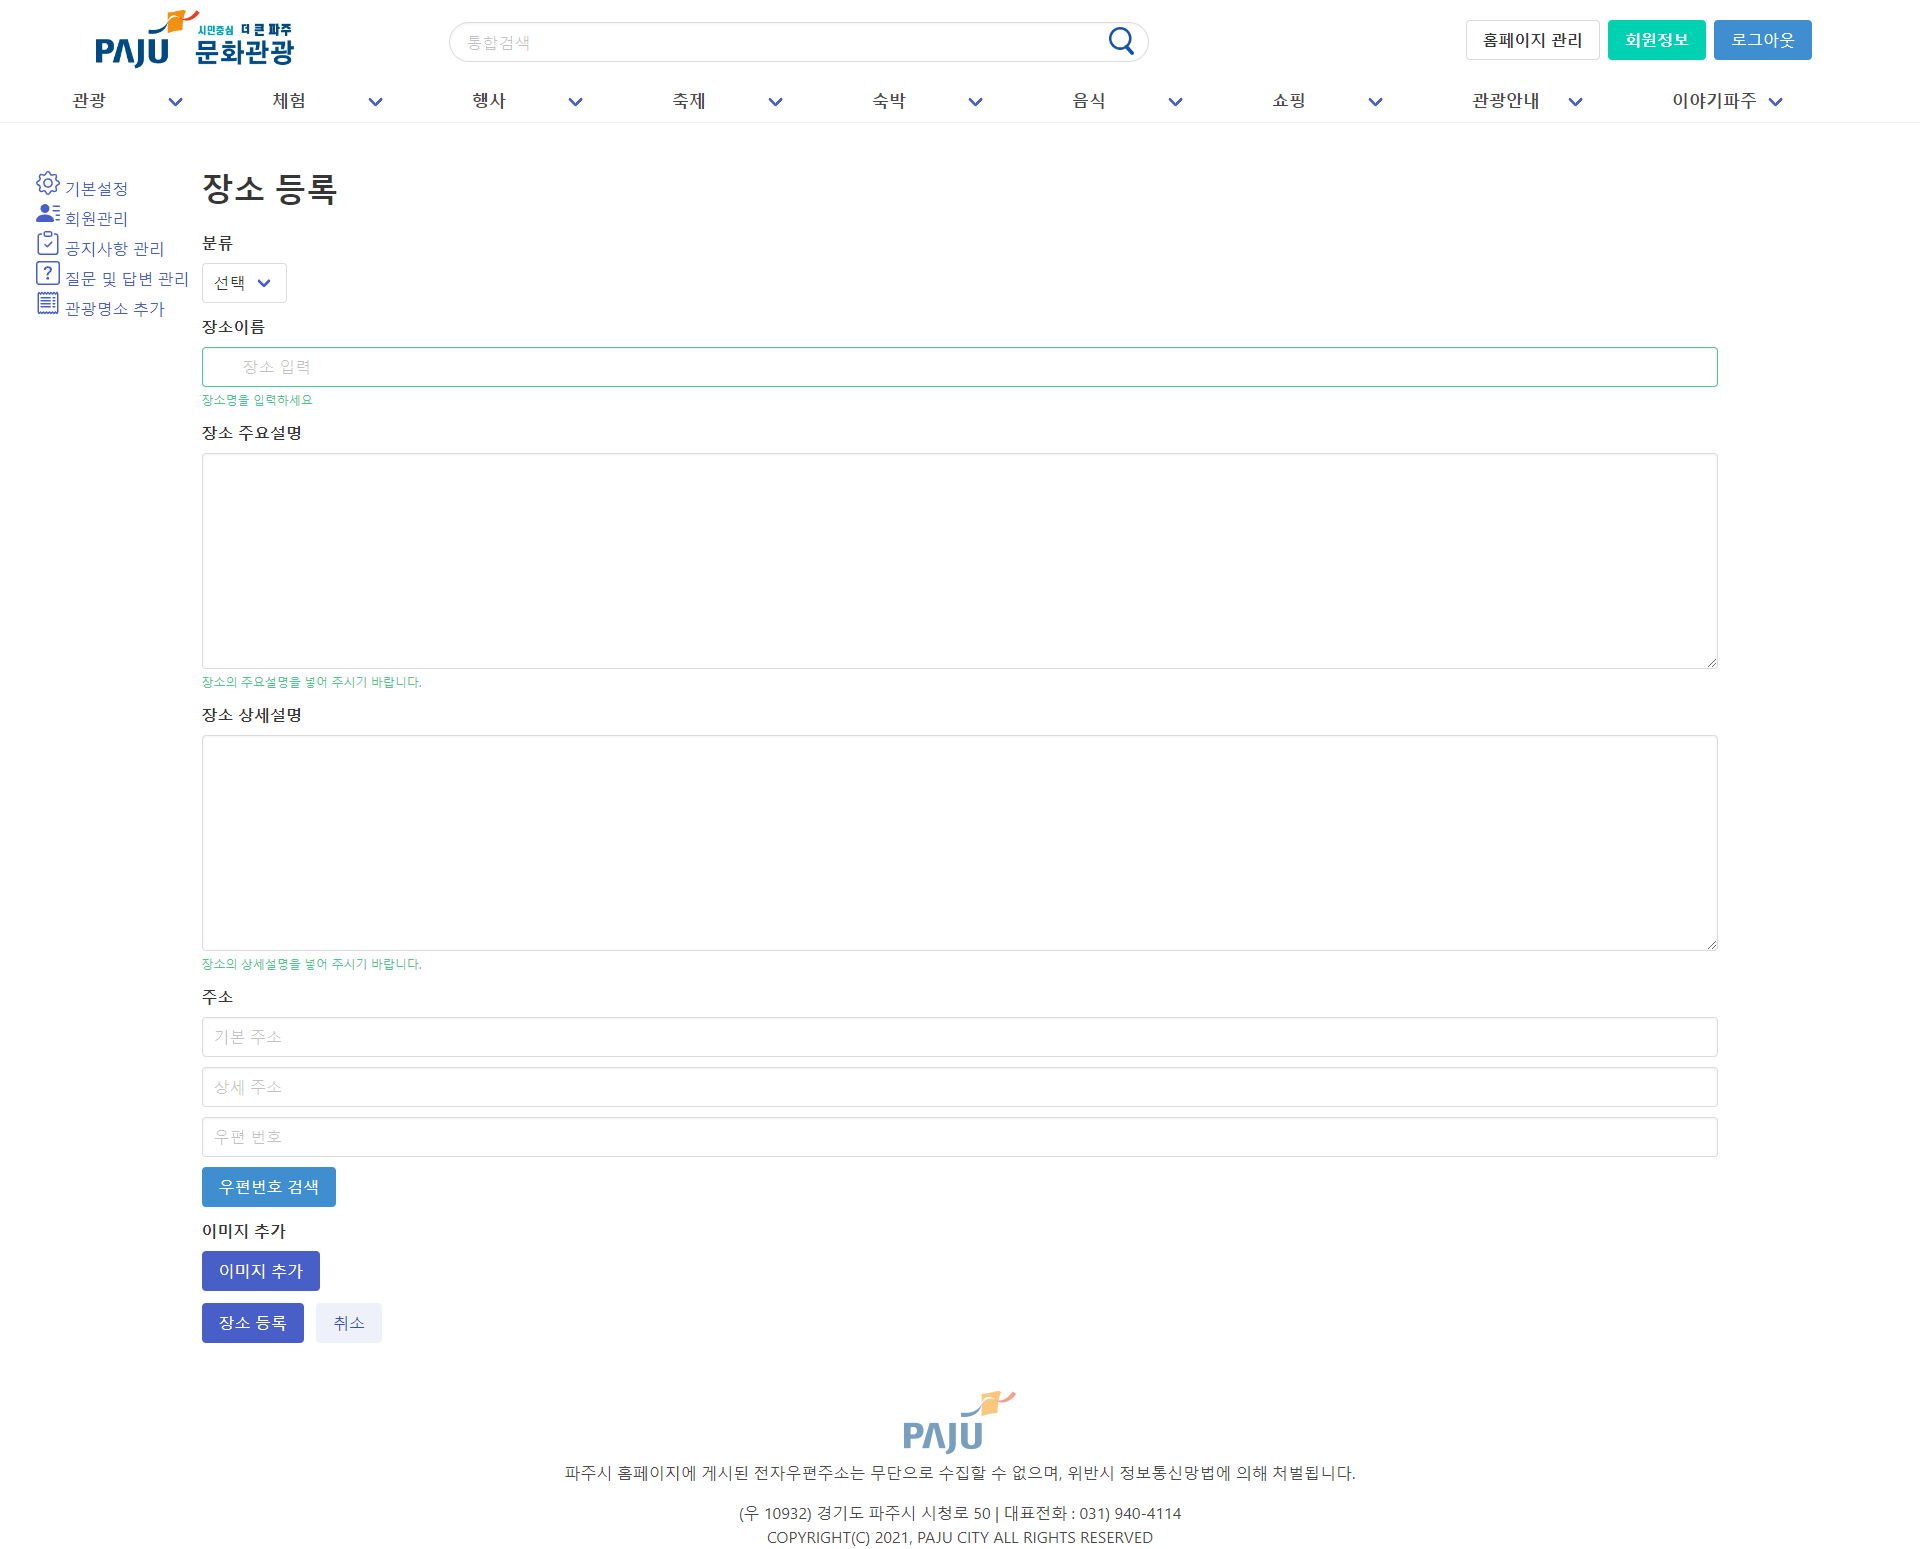 PAJU 시민중심 더 큰 파주
문화관광
통합검색
홈페이지 관리 회원정보 로그아웃
관광 체험 행사 축제 숙박 음식 쇼핑 관광안내 이야기파주
기본설정
회원관리
공지사항 관리
질문 및 답변 관리
관광명소 추가
장소 등록
분류
선택
장소이름
장소 입력
장소명을 입력하세요
장소 주요설명
장소의 주요설명을 넣어 주시기 바랍니다.
장소 상세설명
장소의 상세설명을 넣어 주시기 바랍니다.
주소
기본 주소
상세 주소
우편 번호
우편번호 검색
이미지 추가
이미지 추가
장소 등록 취소
PAJU
파주시 홈페이지에 게시된 전자우편주소는 무단으로 수집할 수 없으며, 위반시 정보통신망법에 의해 처벌됩니다.
(우 10932) 경기도 파주시 시청로 50 | 대표전화 : 031) 940-4114
COPYRIGHT(C) 2021, PAJU CITY ALL RIGHTS RESERVED